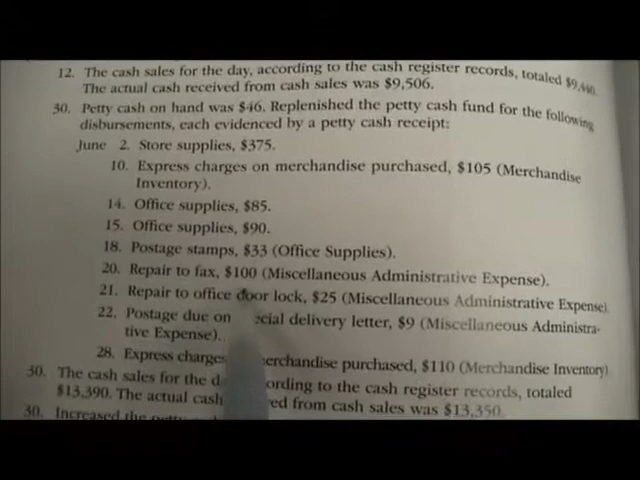 12. The cash sales for the day, according to the cash register records, totaled $9,440.
The actual cash received from cash sales was $9,506.
30. Petty cash on hand was $46. Replenished the petty cash fund for the following
disbursements, each evidenced by a petty cash receipt:
June 2. Store supplies, $375.
10. Express charges on merchandise purchased, $105 (Merchandise
Inventory).
14. Office supplies, $85.
15. Office supplies, $90.
18. Postage stamps, $33 (Office Supplies).
20. Repair to fax, $100 (Miscellaneous Administrative Expense).
21. Repair to office door lock, $25 (Miscellaneous Administrative Expense).
22. Postage due on special delivery letter, $9 (Miscellaneous Administra-
tive Expense).
28. Express charges merchandise purchased, $110 (Merchandise Inventory).
30. The cash sales for the according to the cash register records, totaled
$13,390. The actual cash from cash sales was $13,350.
30. Increased the petty